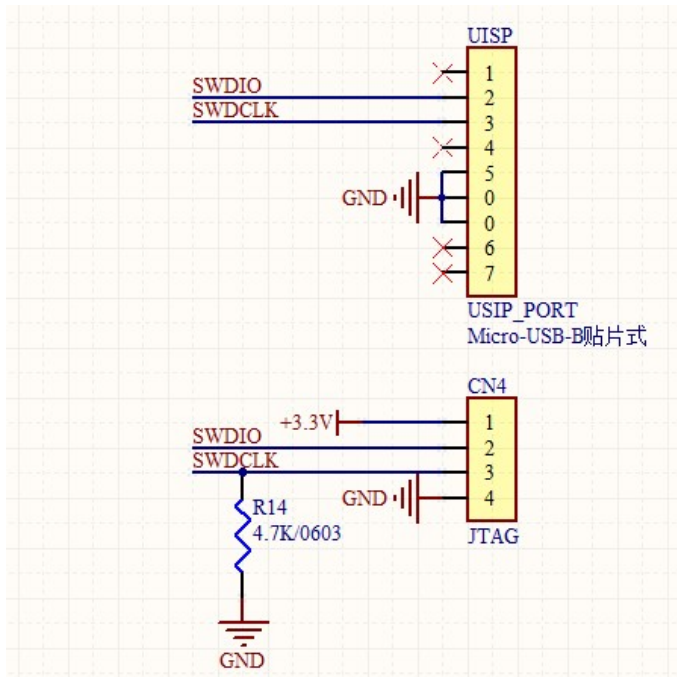 UISP
1
SWDIO
2
SWDCLK
3
4
5
GND
0
0
6
7
USIP_PORT
Micro-USB-B贴片式
CN4
+3.3V
1
SWDIO
2
SWDCLK
3
GND
4
R14
4.7K/0603
JTAG
GND